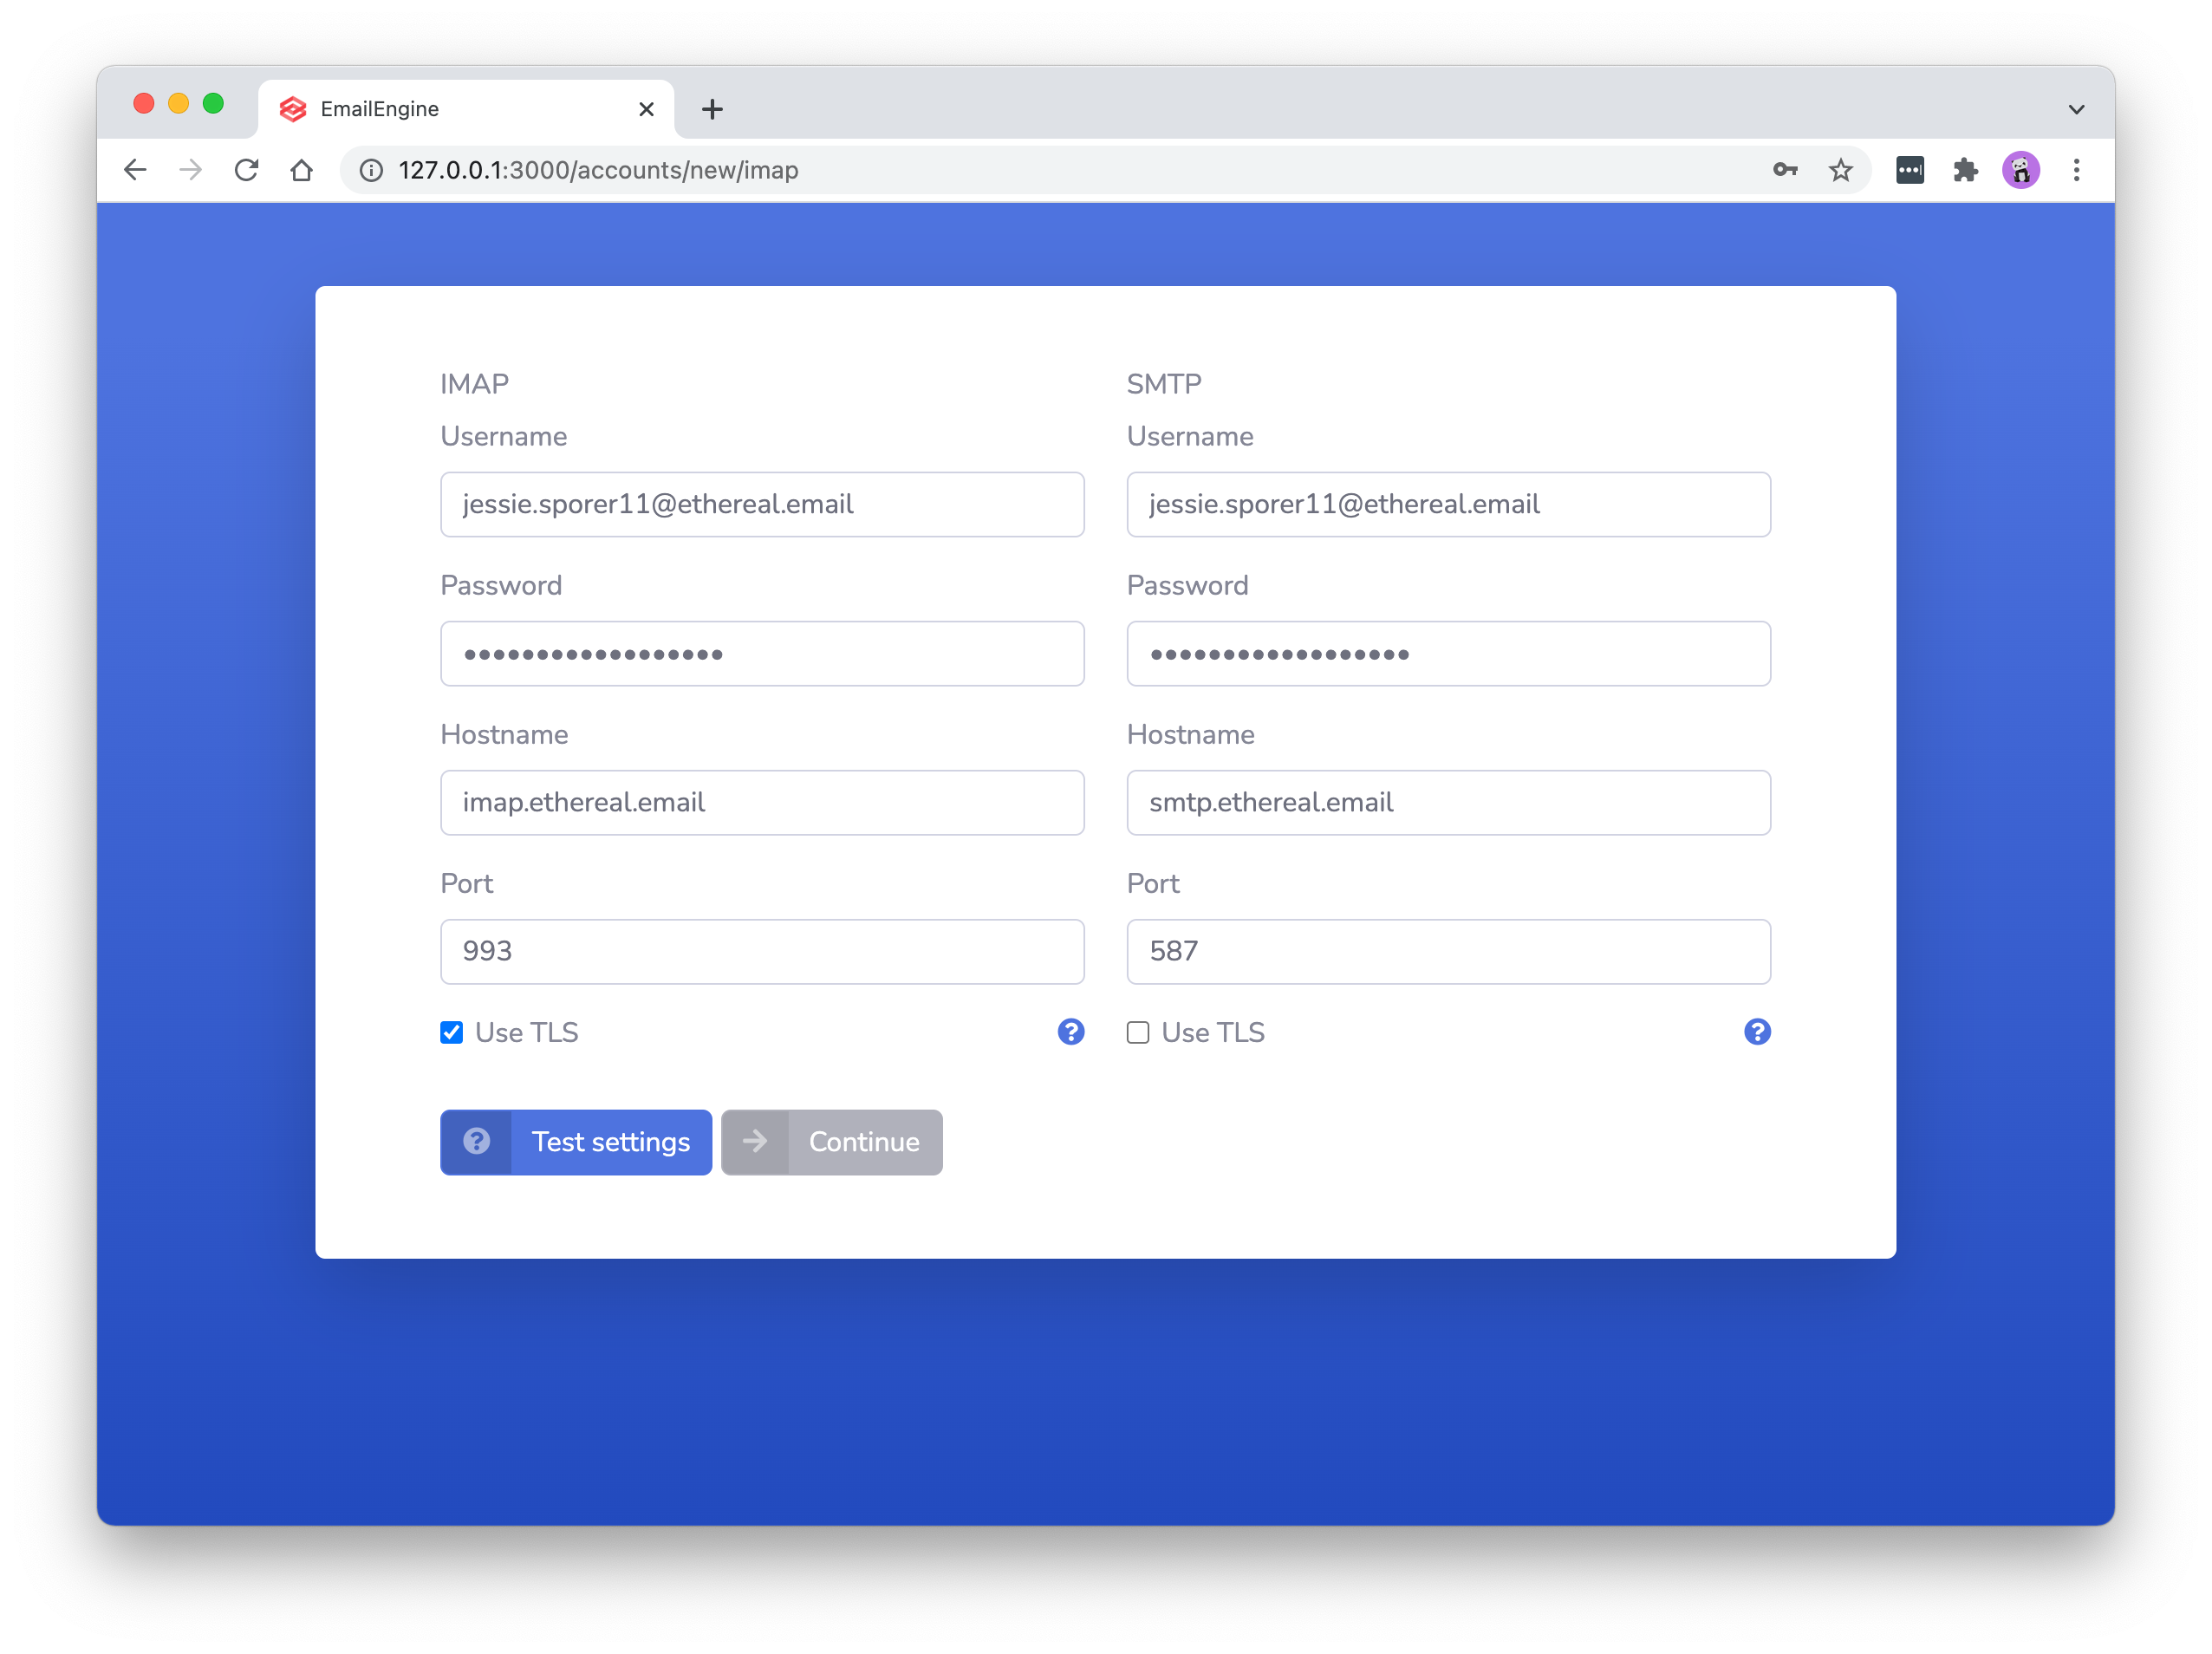 EmailEngine
127.0.0.1:3000/accounts/new/imap
IMAP
Username
jessie.sporer11@ethereal.email
Password
••••••••••••••••••
Hostname
imap.ethereal.email
Port
993
Use TLS
SMTP
Username
jessie.sporer11@ethereal.email
Password
••••••••••••••••••
Hostname
smtp.ethereal.email
Port
587
Use TLS
Test settings
Continue